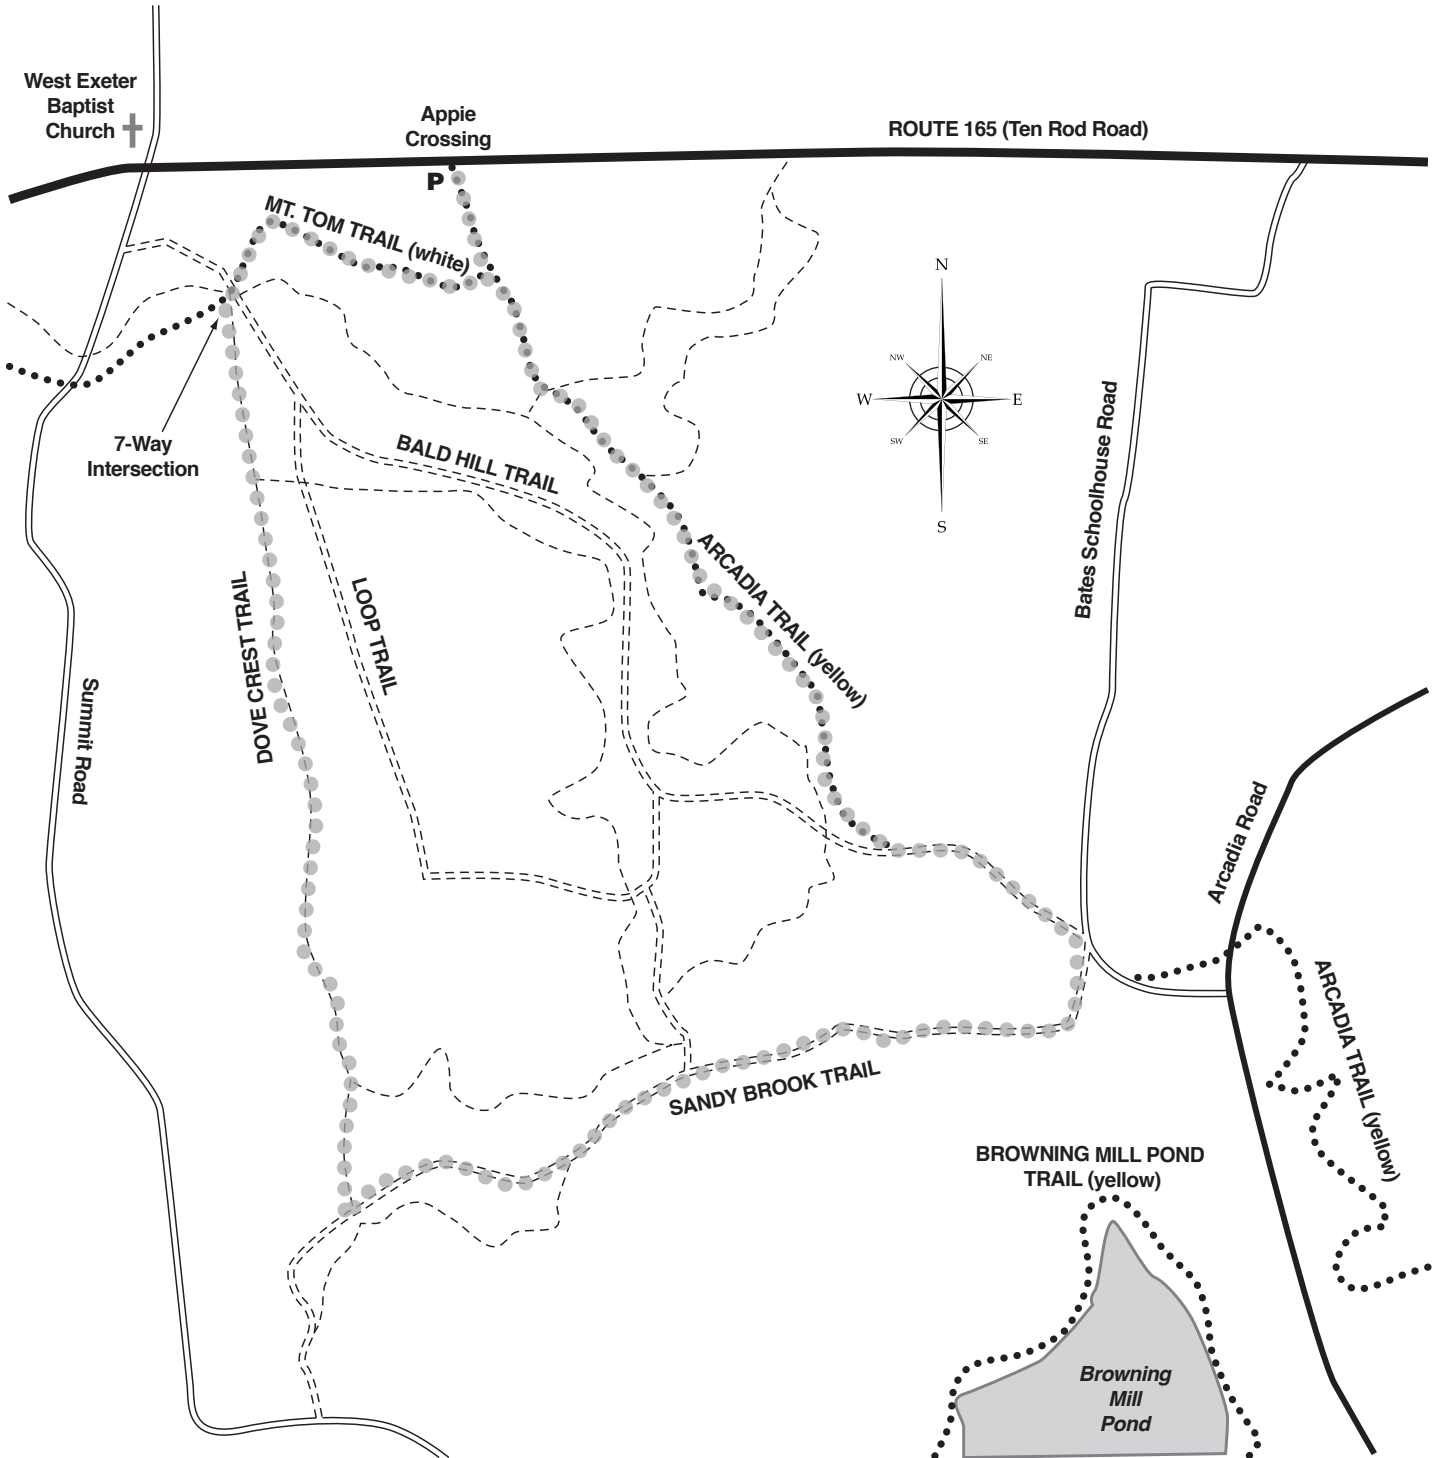 West Exeter
Baptist
Church
Appie
Crossing
P
ROUTE 165 (Ten Rod Road)
MT. TOM TRAIL (white)
N
NW
NE
W
E
SW
SE
S
7-Way
Intersection
BALD HILL TRAIL
Bates Schoolhouse Road
ARCADIA TRAIL (yellow)
DOVE CREST TRAIL
LOOP TRAIL
Summit Road
Arcadia Road
ARCADIA TRAIL (yellow)
SANDY BROOK TRAIL
BROWNING MILL POND
TRAIL (yellow)
Browning
Mill
Pond